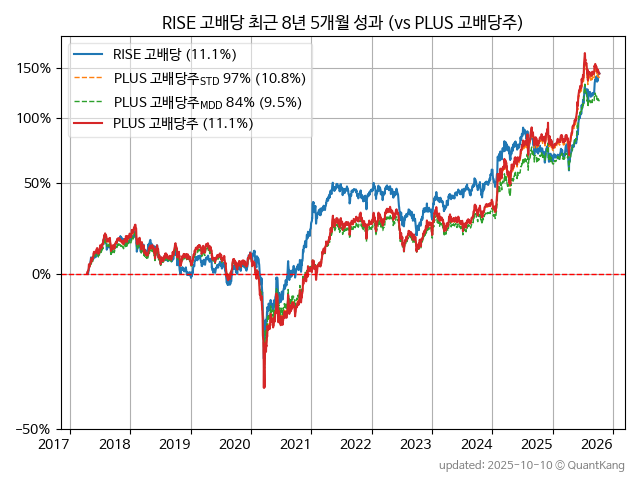 RISE 고배당 최근 8년 5개월 성과 (vs PLUS 고배당주)
RISE 고배당 (11.1%)
PLUS 고배당주STD 97% (10.8%)
PLUS 고배당주MDD 84% (9.5%)
PLUS 고배당주 (11.1%)
150%
100%
50%
0%
−50%
2017 2018 2019 2020 2021 2022 2023 2024 2025 2026
updated: 2025-10-10 © QuantKang